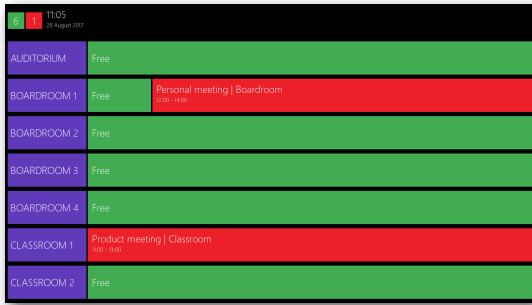 6 1 11:05
28 August 2017
AUDITORIUM Free
BOARDROOM 1 Free Personal meeting | Boardroom
12:00 - 14:00
BOARDROOM 2 Free
BOARDROOM 3 Free
BOARDROOM 4 Free
CLASSROOM 1 Product meeting | Classroom
11:00 - 13:00
CLASSROOM 2 Free